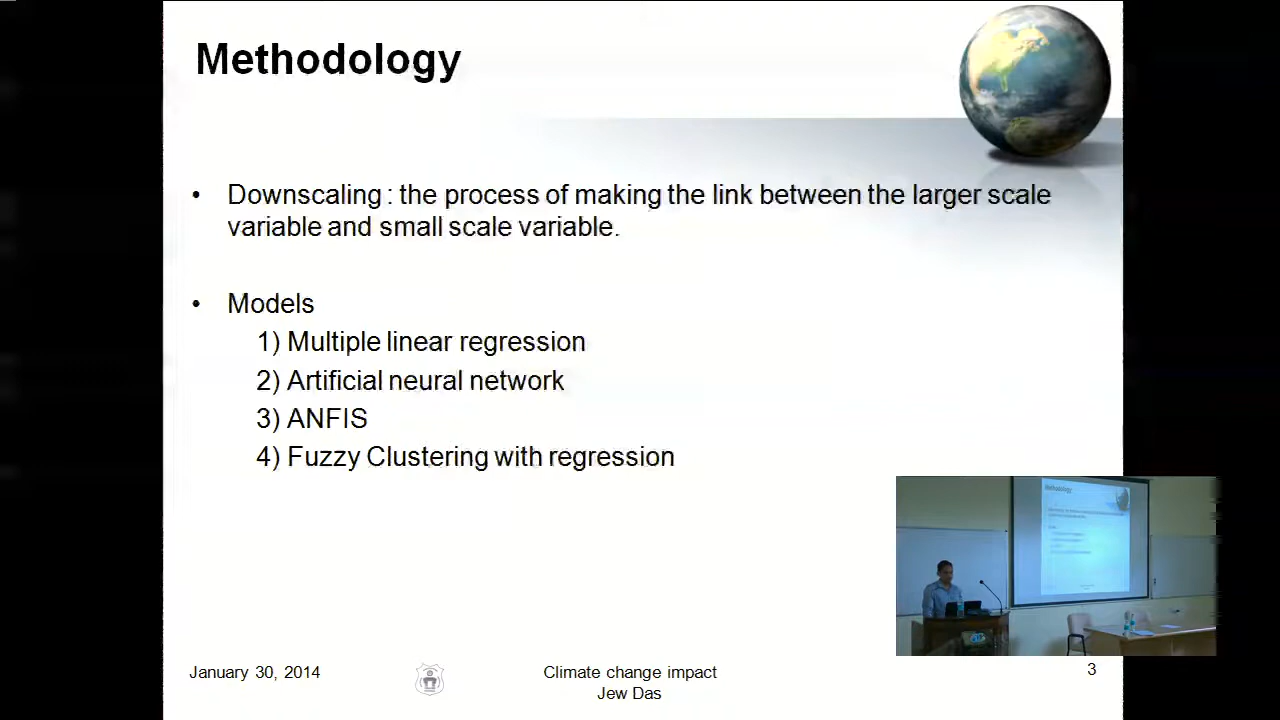 Methodology
• Downscaling : the process of making the link between the larger scale
variable and small scale variable.
• Models
1) Multiple linear regression
2) Artificial neural network
3) ANFIS
4) Fuzzy Clustering with regression
Methodology
January 30, 2014
Climate change impact
Jew Das
3